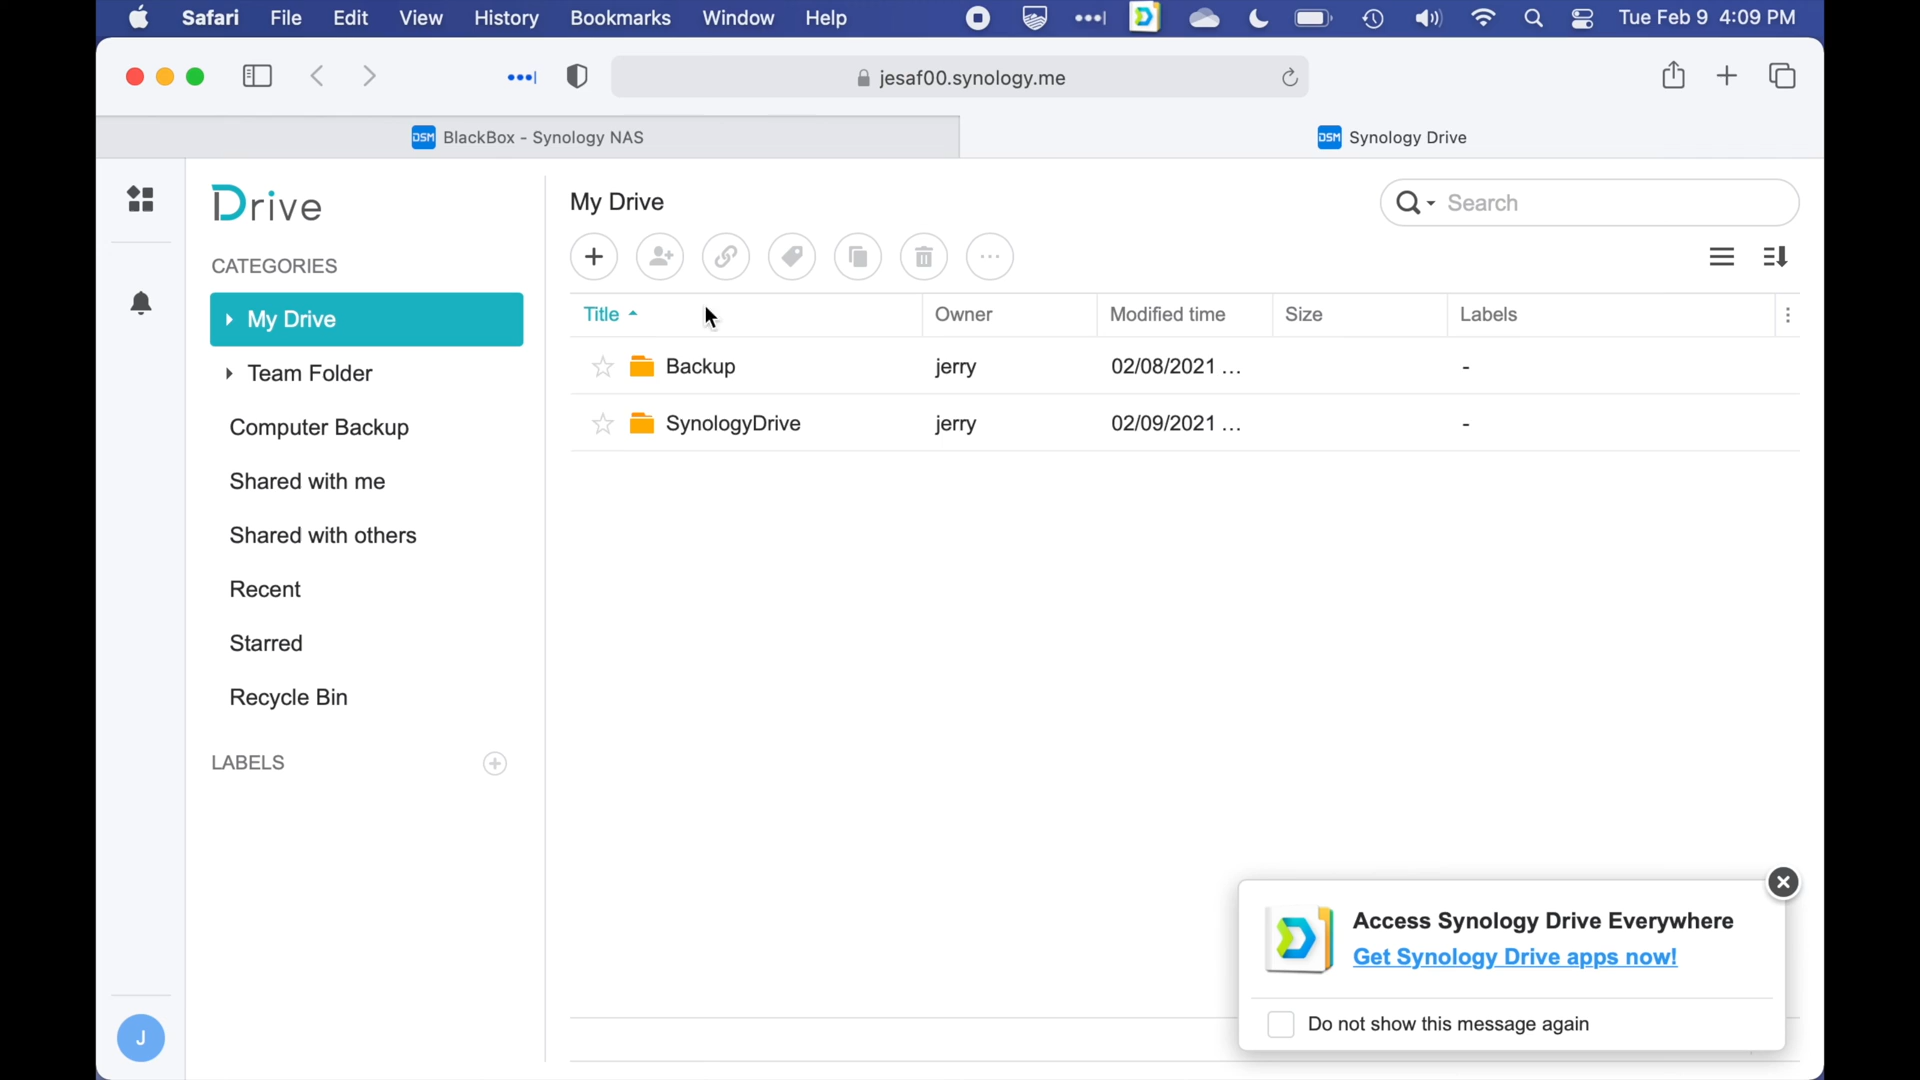 Safari File Edit View History Bookmarks Window Help Tue Feb 9 4:09 PM
jesaf00.synology.me
DSM BlackBox - Synology NAS DSM Synology Drive
Drive
CATEGORIES
My Drive
Team Folder
Computer Backup
Shared with me
Shared with others
Recent
Starred
Recycle Bin
LABELS
J
My Drive
Search
Title Owner Modified time Size Labels
Backup jerry 02/08/2021 ... -
SynologyDrive jerry 02/09/2021 ... -
Access Synology Drive Everywhere
Get Synology Drive apps now!
Do not show this message again